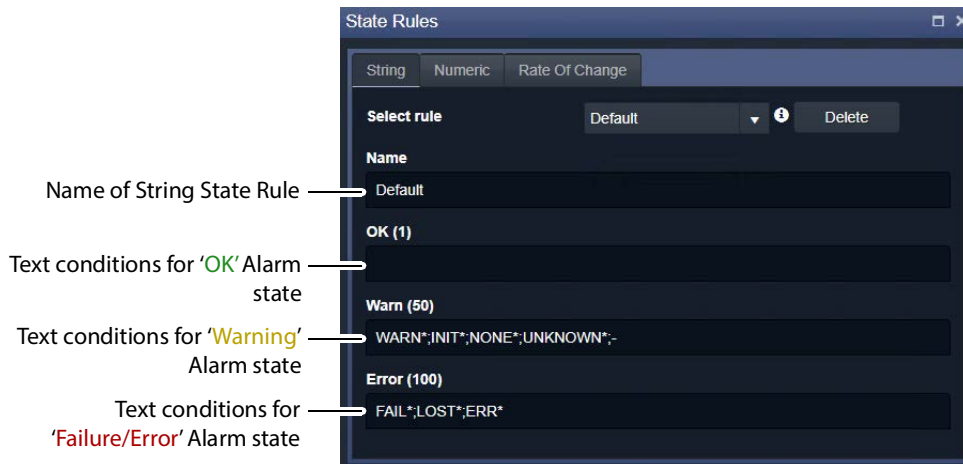 State Rules
String Numeric Rate Of Change
Select rule Default Delete
Name
Name of String State Rule
Default
OK (1)
Text conditions for ‘OK’ Alarm
state
Warn (50)
Text conditions for ‘Warning’
Alarm state
WARN*;INIT*;NONE*;UNKNOWN*;-
Error (100)
Text conditions for
‘Failure/Error’ Alarm state
FAIL*;LOST*;ERR*